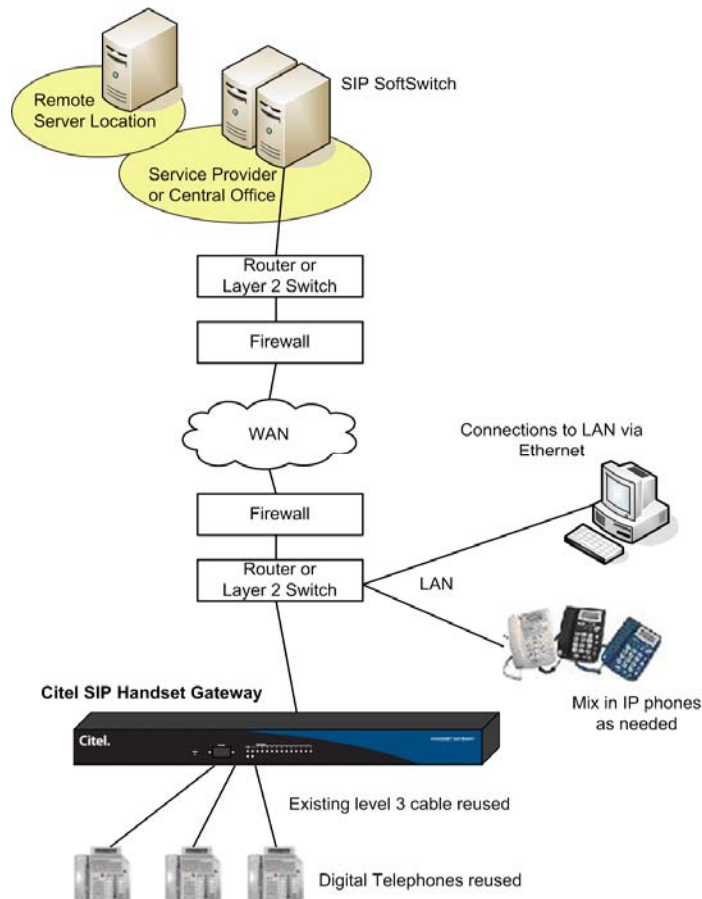 Remote
Server Location
SIP SoftSwitch
Service Provider
or Central Office
Router or
Layer 2 Switch
Firewall
WAN
Connections to LAN via
Ethernet
Firewall
Router or
Layer 2 Switch
LAN
Citel SIP Handset Gateway
Mix in IP phones
as needed
Citel.
HANDSET GATEWAY
Existing level 3 cable reused
Digital Telephones reused